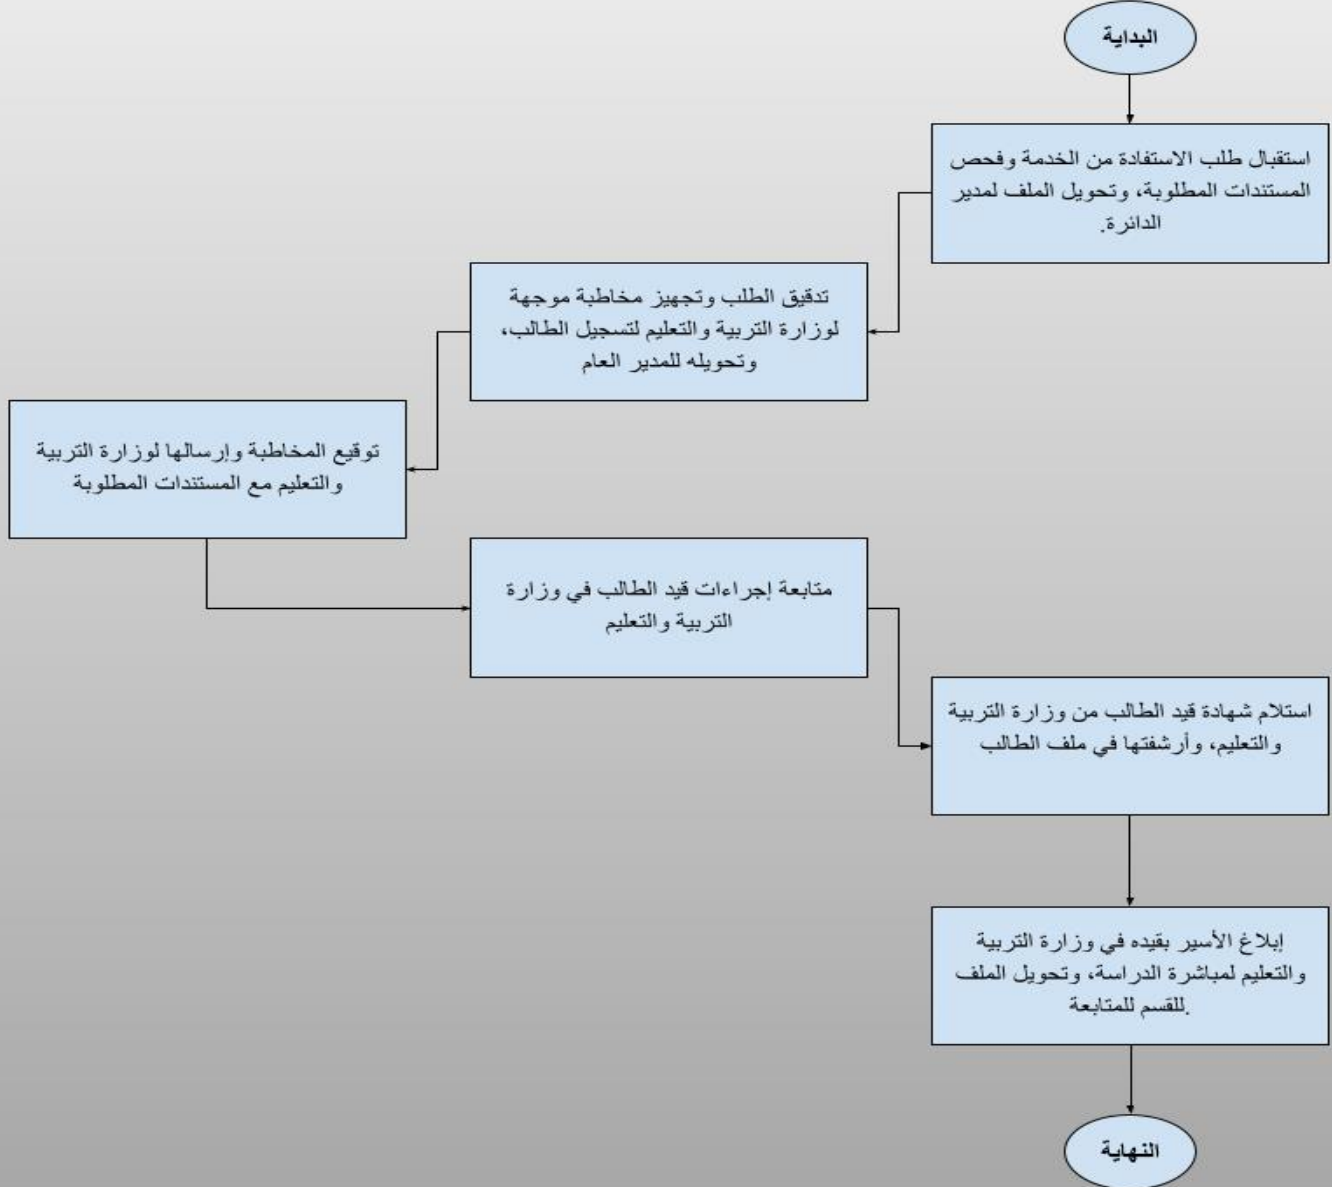 البداية
استقبال طلب الاستفادة من الخدمة وفحص
المستندات المطلوبة، وتحويل الملف لمدير
الدائرة.
تدقيق الطلب وتجهيز مخاطبة موجهة
لوزارة التربية والتعليم لتسجيل الطالب،
وتحويله للمدير العام
توقيع المخاطبة وإرسالها لوزارة التربية
والتعليم مع المستندات المطلوبة
متابعة إجراءات قيد الطالب في وزارة
التربية والتعليم
استلام شهادة قيد الطالب من وزارة التربية
والتعليم، وأرشفتها في ملف الطالب
إبلاغ الأسير بقيده في وزارة التربية
والتعليم لمباشرة الدراسة، وتحويل الملف
.للقسم للمتابعة
النهاية